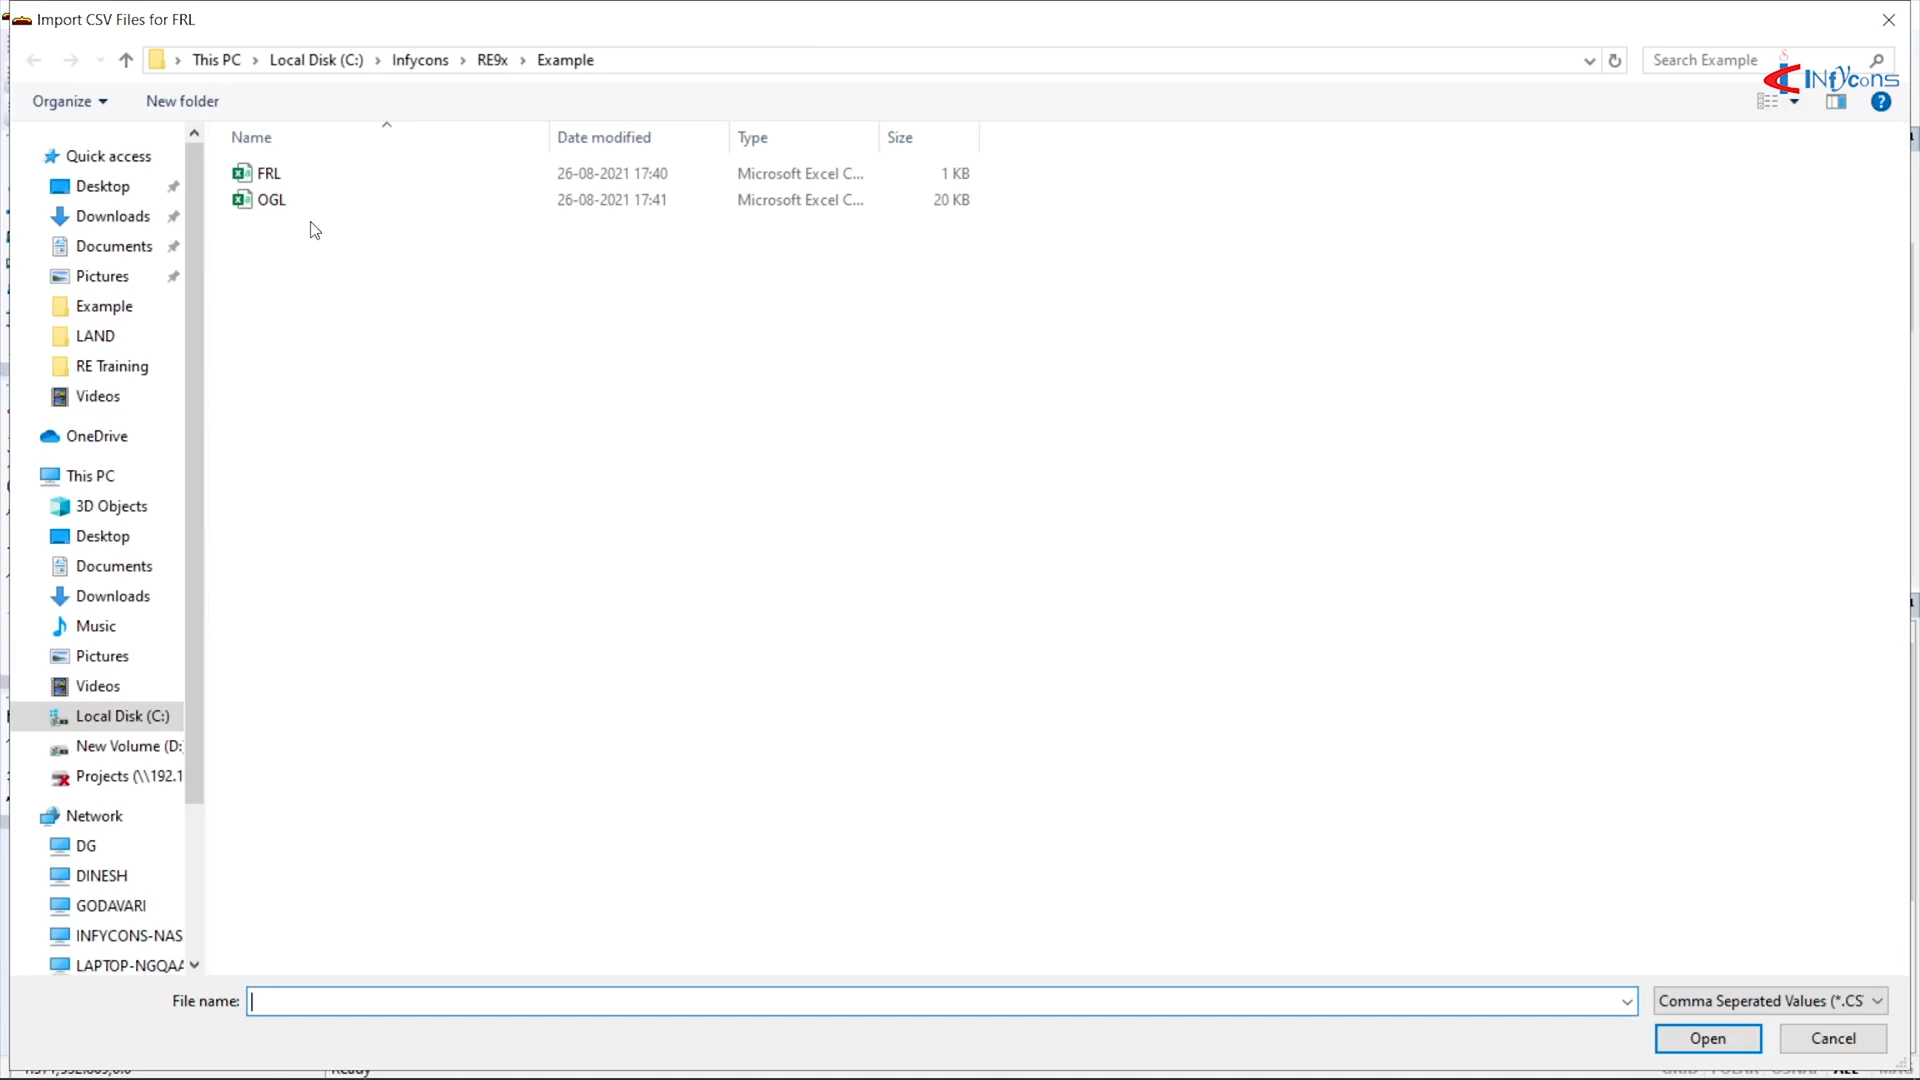 Import CSV Files for FRL
This PC > Local Disk (C:) > Infycons > RE9x > Example
Search Example
INfYcons
Organize
New folder
Name
Date modified
Type
Size
FRL
26-08-2021 17:40
Microsoft Excel C...
1 KB
OGL
26-08-2021 17:41
Microsoft Excel C...
20 KB
Quick access
Desktop
Downloads
Documents
Pictures
Example
LAND
RE Training
Videos
OneDrive
This PC
3D Objects
Desktop
Documents
Downloads
Music
Pictures
Videos
Local Disk (C:)
New Volume (D:
Projects (\\192.1
Network
DG
DINESH
GODAVARI
INFYCONS-NAS
LAPTOP-NGQAA
File name:
Comma Seperated Values (*.CS
Open
Cancel